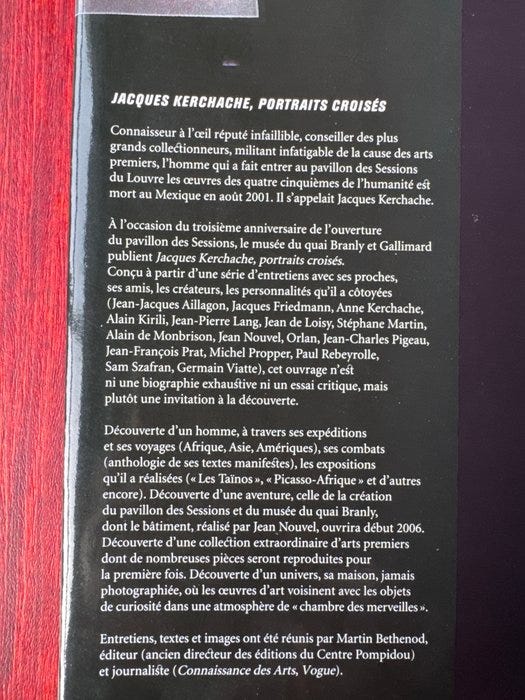 JACQUES KERCHACHE, PORTRAITS CROISÉS
Connaisseur à l'œil réputé infaillible, conseiller des plus
grands collectionneurs, militant infatigable de la cause des arts
premiers, l'homme qui a fait entrer au pavillon des Sessions
du Louvre les œuvres des quatre cinquièmes de l'humanité est
mort au Mexique en août 2001. Il s'appelait Jacques Kerchache.
À l'occasion du troisième anniversaire de l'ouverture
du pavillon des Sessions, le musée du quai Branly et Gallimard
publient Jacques Kerchache, portraits croisés.
Conçu à partir d'une série d'entretiens avec ses proches,
ses amis, les créateurs, les personnalités qu'il a côtoyées
(Jean-Jacques Aillagon, Jacques Friedmann, Anne Kerchache,
Alain Kirili, Jean-Pierre Lang, Jean de Loisy, Stéphane Martin,
Alain de Monbrison, Jean Nouvel, Orlan, Jean-Charles Pigeau,
Jean-François Prat, Michel Propper, Paul Rebeyrolle,
Sam Szafran, Germain Viatte), cet ouvrage n'est
ni une biographie exhaustive ni un essai critique, mais
plutôt une invitation à la découverte.
Découverte d'un homme, à travers ses expéditions
et ses voyages (Afrique, Asie, Amériques), ses combats
(anthologie de ses textes manifestes), les expositions
qu'il a réalisées (« Les Taïnos », « Picasso-Afrique » et d'autres
encore). Découverte d'une aventure, celle de la création
du pavillon des Sessions et du musée du quai Branly,
dont le bâtiment, réalisé par Jean Nouvel, ouvrira début 2006.
Découverte d'une collection extraordinaire d'arts premiers
dont de nombreuses pièces seront reproduites pour
la première fois. Découverte d'un univers, sa maison, jamais
photographiée, où les œuvres d'art voisinent avec les objets
de curiosité dans une atmosphère de « chambre des merveilles ».
Entretiens, textes et images ont été réunis par Martin Bethenod,
éditeur (ancien directeur des éditions du Centre Pompidou)
et journaliste (Connaissance des Arts, Vogue).